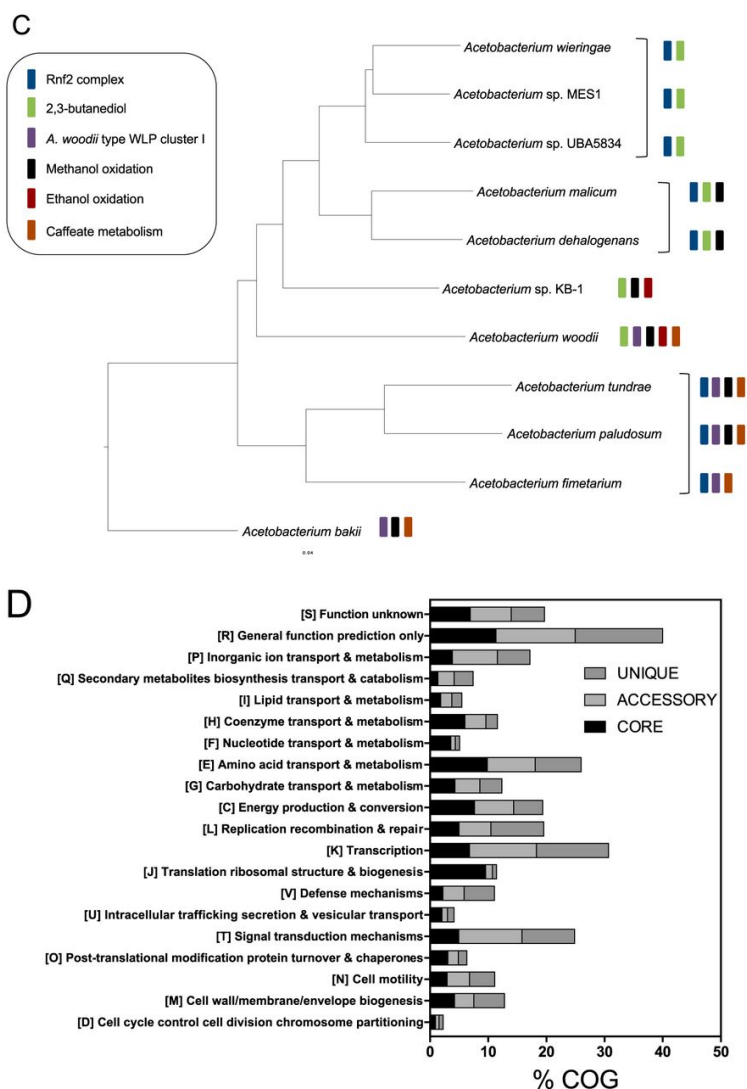 C
Rnf2 complex
2,3-butanediol
A. woodii type WLP cluster I
Methanol oxidation
Ethanol oxidation
Caffeate metabolism
Acetobacterium wieringae
Acetobacterium sp. MES1
Acetobacterium sp. UBA5834
Acetobacterium malicum
Acetobacterium dehalogenans
Acetobacterium sp. KB-1
Acetobacterium woodii
Acetobacterium tundrae
Acetobacterium paludosum
Acetobacterium fimetarium
Acetobacterium bakii
0.04
D
[S] Function unknown
[R] General function prediction only
[P] Inorganic ion transport & metabolism
[Q] Secondary metabolites biosynthesis transport & catabolism
[I] Lipid transport & metabolism
[H] Coenzyme transport & metabolism
[F] Nucleotide transport & metabolism
[E] Amino acid transport & metabolism
[G] Carbohydrate transport & metabolism
[C] Energy production & conversion
[L] Replication recombination & repair
[K] Transcription
[J] Translation ribosomal structure & biogenesis
[V] Defense mechanisms
[U] Intracellular trafficking secretion & vesicular transport
[T] Signal transduction mechanisms
[O] Post-translational modification protein turnover & chaperones
[N] Cell motility
[M] Cell wall/membrane/envelope biogenesis
[D] Cell cycle control cell division chromosome partitioning
UNIQUE
ACCESSORY
CORE
0 10 20 30 40 50
% COG